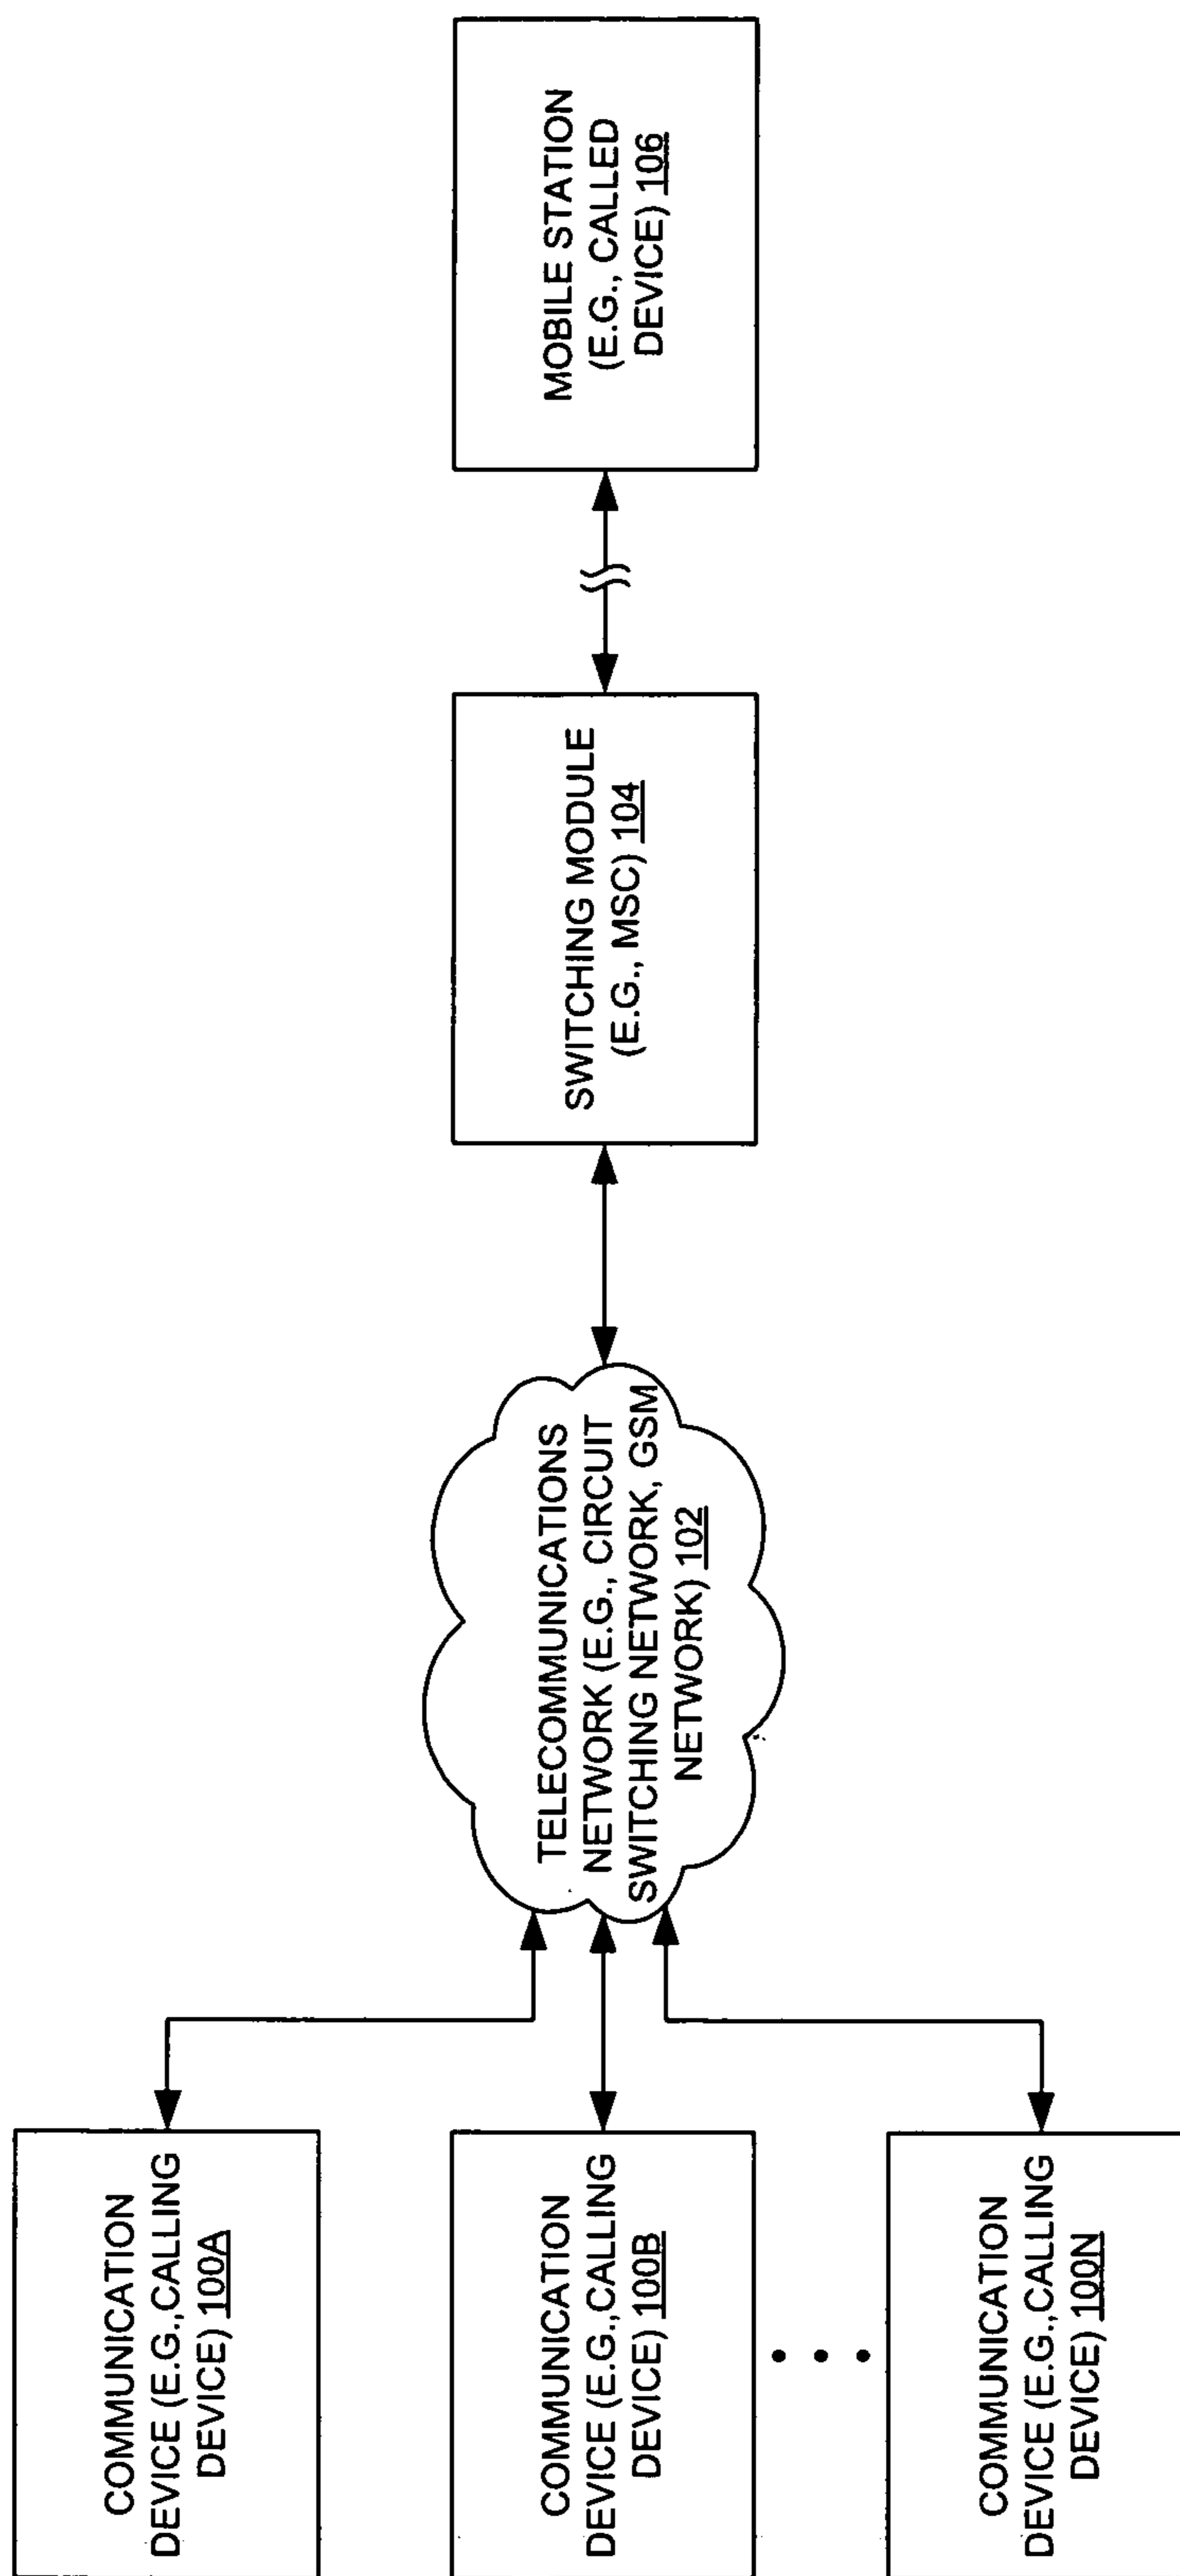 COMMUNICATION
DEVICE (E.G.,CALLING
DEVICE) 100A
COMMUNICATION
DEVICE (E.G.,CALLING
DEVICE) 100B
COMMUNICATION
DEVICE (E.G.,CALLING
DEVICE) 100N
TELECOMMUNICATIONS
NETWORK (E.G., CIRCUIT
SWITCHING NETWORK, GSM
NETWORK) 102
SWITCHING MODULE
(E.G., MSC) 104
MOBILE STATION
(E.G., CALLED
DEVICE) 106